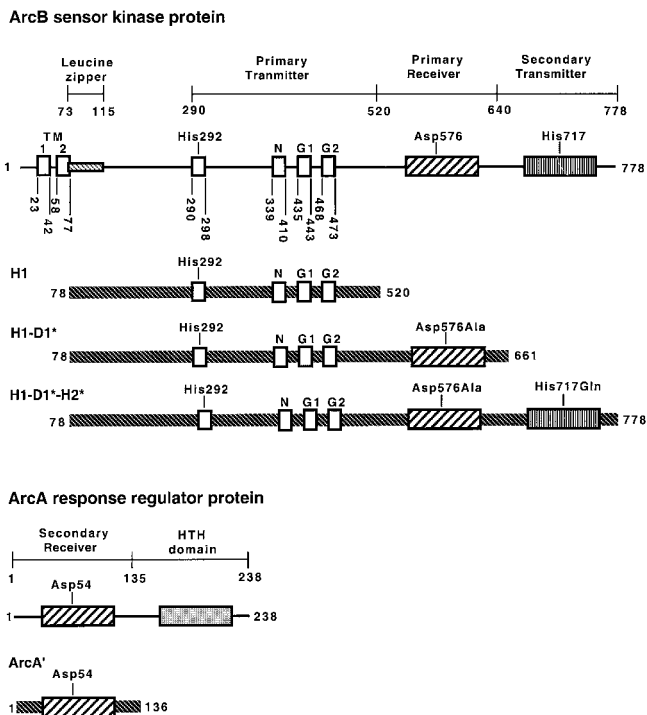 ArcB sensor kinase protein
Leucine zipper
Primary Tranmitter
Primary Receiver
Secondary Transmitter
73 115 290 520 640 778
TM
1 2 His292 N G1 G2 Asp576 His717
1 778
23 42 58 77 290 298 339 410 435 443 468 473
H1
His292
N G1 G2
78 520
H1-D1*
His292 Asp576Ala
N G1 G2
78 661
H1-D1*-H2*
His292 Asp576Ala His717Gln
N G1 G2
78 778
ArcA response regulator protein
Secondary Receiver
HTH domain
1 135 238
Asp54
1 238
ArcA'
Asp54
1 136